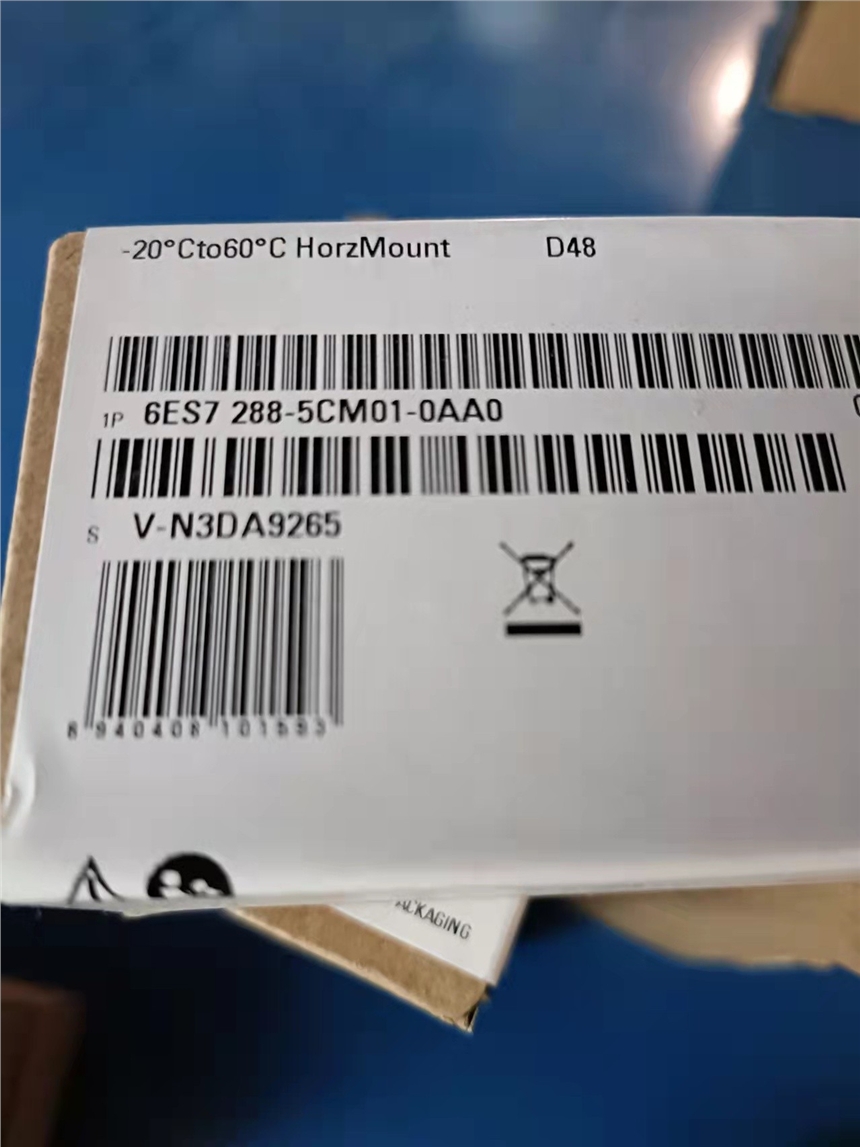 -20°Cto60°C HorzMount D48
1P 6ES7 288-5CM01-0AA0
S V-N3DA9265
ACKAGING